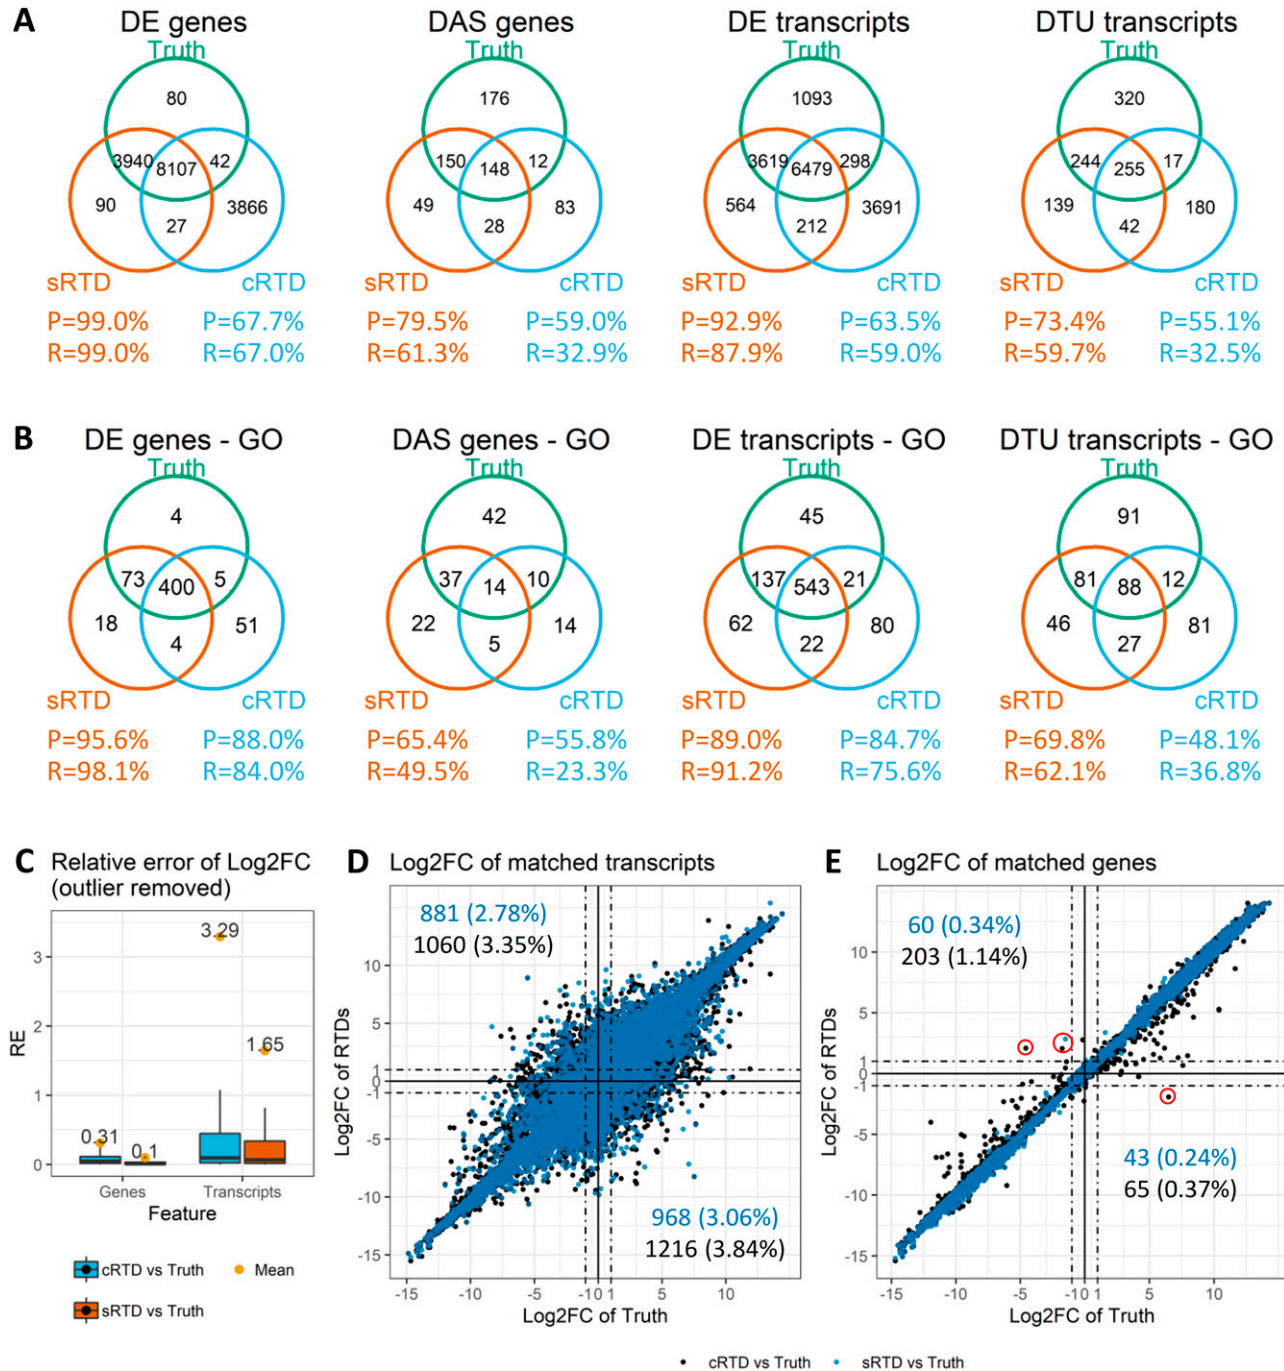 A
DE genes
DAS genes
DE transcripts
DTU transcripts
Truth
Truth
Truth
Truth
80
176
1093
320
3940
8107
42
150
148
12
3619
6479
298
244
255
17
90
27
3866
49
28
83
564
212
3691
139
42
180
sRTD
cRTD
sRTD
cRTD
sRTD
cRTD
sRTD
cRTD
P=99.0%
P=67.7%
P=79.5%
P=59.0%
P=92.9%
P=63.5%
P=73.4%
P=55.1%
R=99.0%
R=67.0%
R=61.3%
R=32.9%
R=87.9%
R=59.0%
R=59.7%
R=32.5%
B
DE genes - GO
DAS genes - GO
DE transcripts - GO
DTU transcripts - GO
Truth
Truth
Truth
Truth
4
42
45
91
73
400
5
37
14
10
137
543
21
81
88
12
18
4
51
22
5
14
62
22
80
46
27
81
sRTD
cRTD
sRTD
cRTD
sRTD
cRTD
sRTD
cRTD
P=95.6%
P=88.0%
P=65.4%
P=55.8%
P=89.0%
P=84.7%
P=69.8%
P=48.1%
R=98.1%
R=84.0%
R=49.5%
R=23.3%
R=91.2%
R=75.6%
R=62.1%
R=36.8%
C
Relative error of Log2FC
(outlier removed)
RE
3
2
1
0
0.31
0.1
3.29
1.65
Genes
Transcripts
Feature
cRTD vs Truth
Mean
sRTD vs Truth
D
Log2FC of matched transcripts
Log2FC of RTDs
881 (2.78%)
1060 (3.35%)
968 (3.06%)
1216 (3.84%)
10
5
1
0
-1
-5
-10
-15
-15
-10
-5
-1
0
1
5
10
Log2FC of Truth
E
Log2FC of matched genes
Log2FC of RTDs
60 (0.34%)
203 (1.14%)
43 (0.24%)
65 (0.37%)
10
5
1
0
-1
-5
-10
-15
-15
-10
-5
-1
0
1
5
10
Log2FC of Truth
cRTD vs Truth
sRTD vs Truth